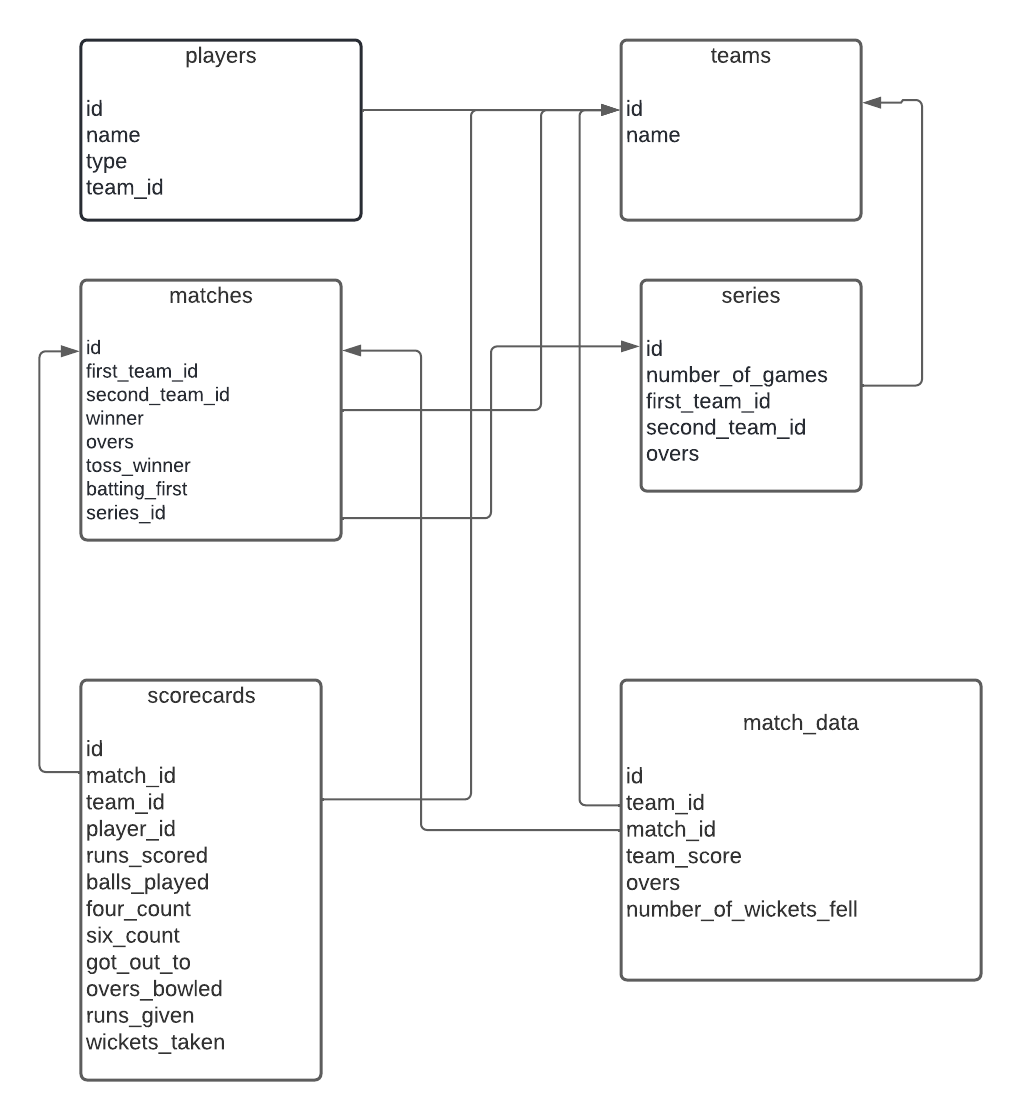 players
id
name
type
team_id
teams
id
name
matches
id
first_team_id
second_team_id
winner
overs
toss_winner
batting_first
series_id
series
id
number_of_games
first_team_id
second_team_id
overs
scorecards
id
match_id
team_id
player_id
runs_scored
balls_played
four_count
six_count
got_out_to
overs_bowled
runs_given
wickets_taken
match_data
id
team_id
match_id
team_score
overs
number_of_wickets_fell